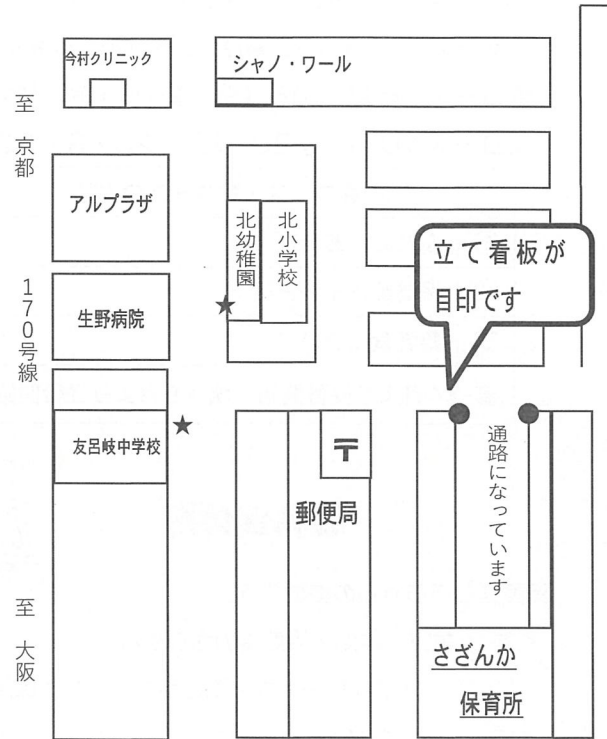 今村クリニック
シャノ・ワール
至 京都
アルプラザ
北幼稚園
北小学校
立て看板が
目印です
170号線
生野病院
友呂岐中学校
〒
郵便局
通路になっています
至 大阪
さざんか
保育所